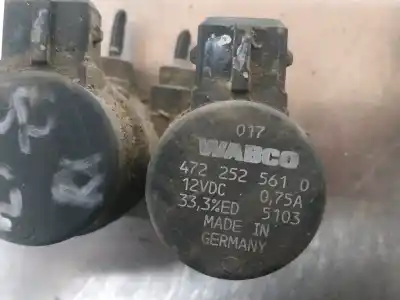 017
WABCO
472 252 561 0
12VDC 0,75A
33,3%ED 5103
MADE IN
GERMANY